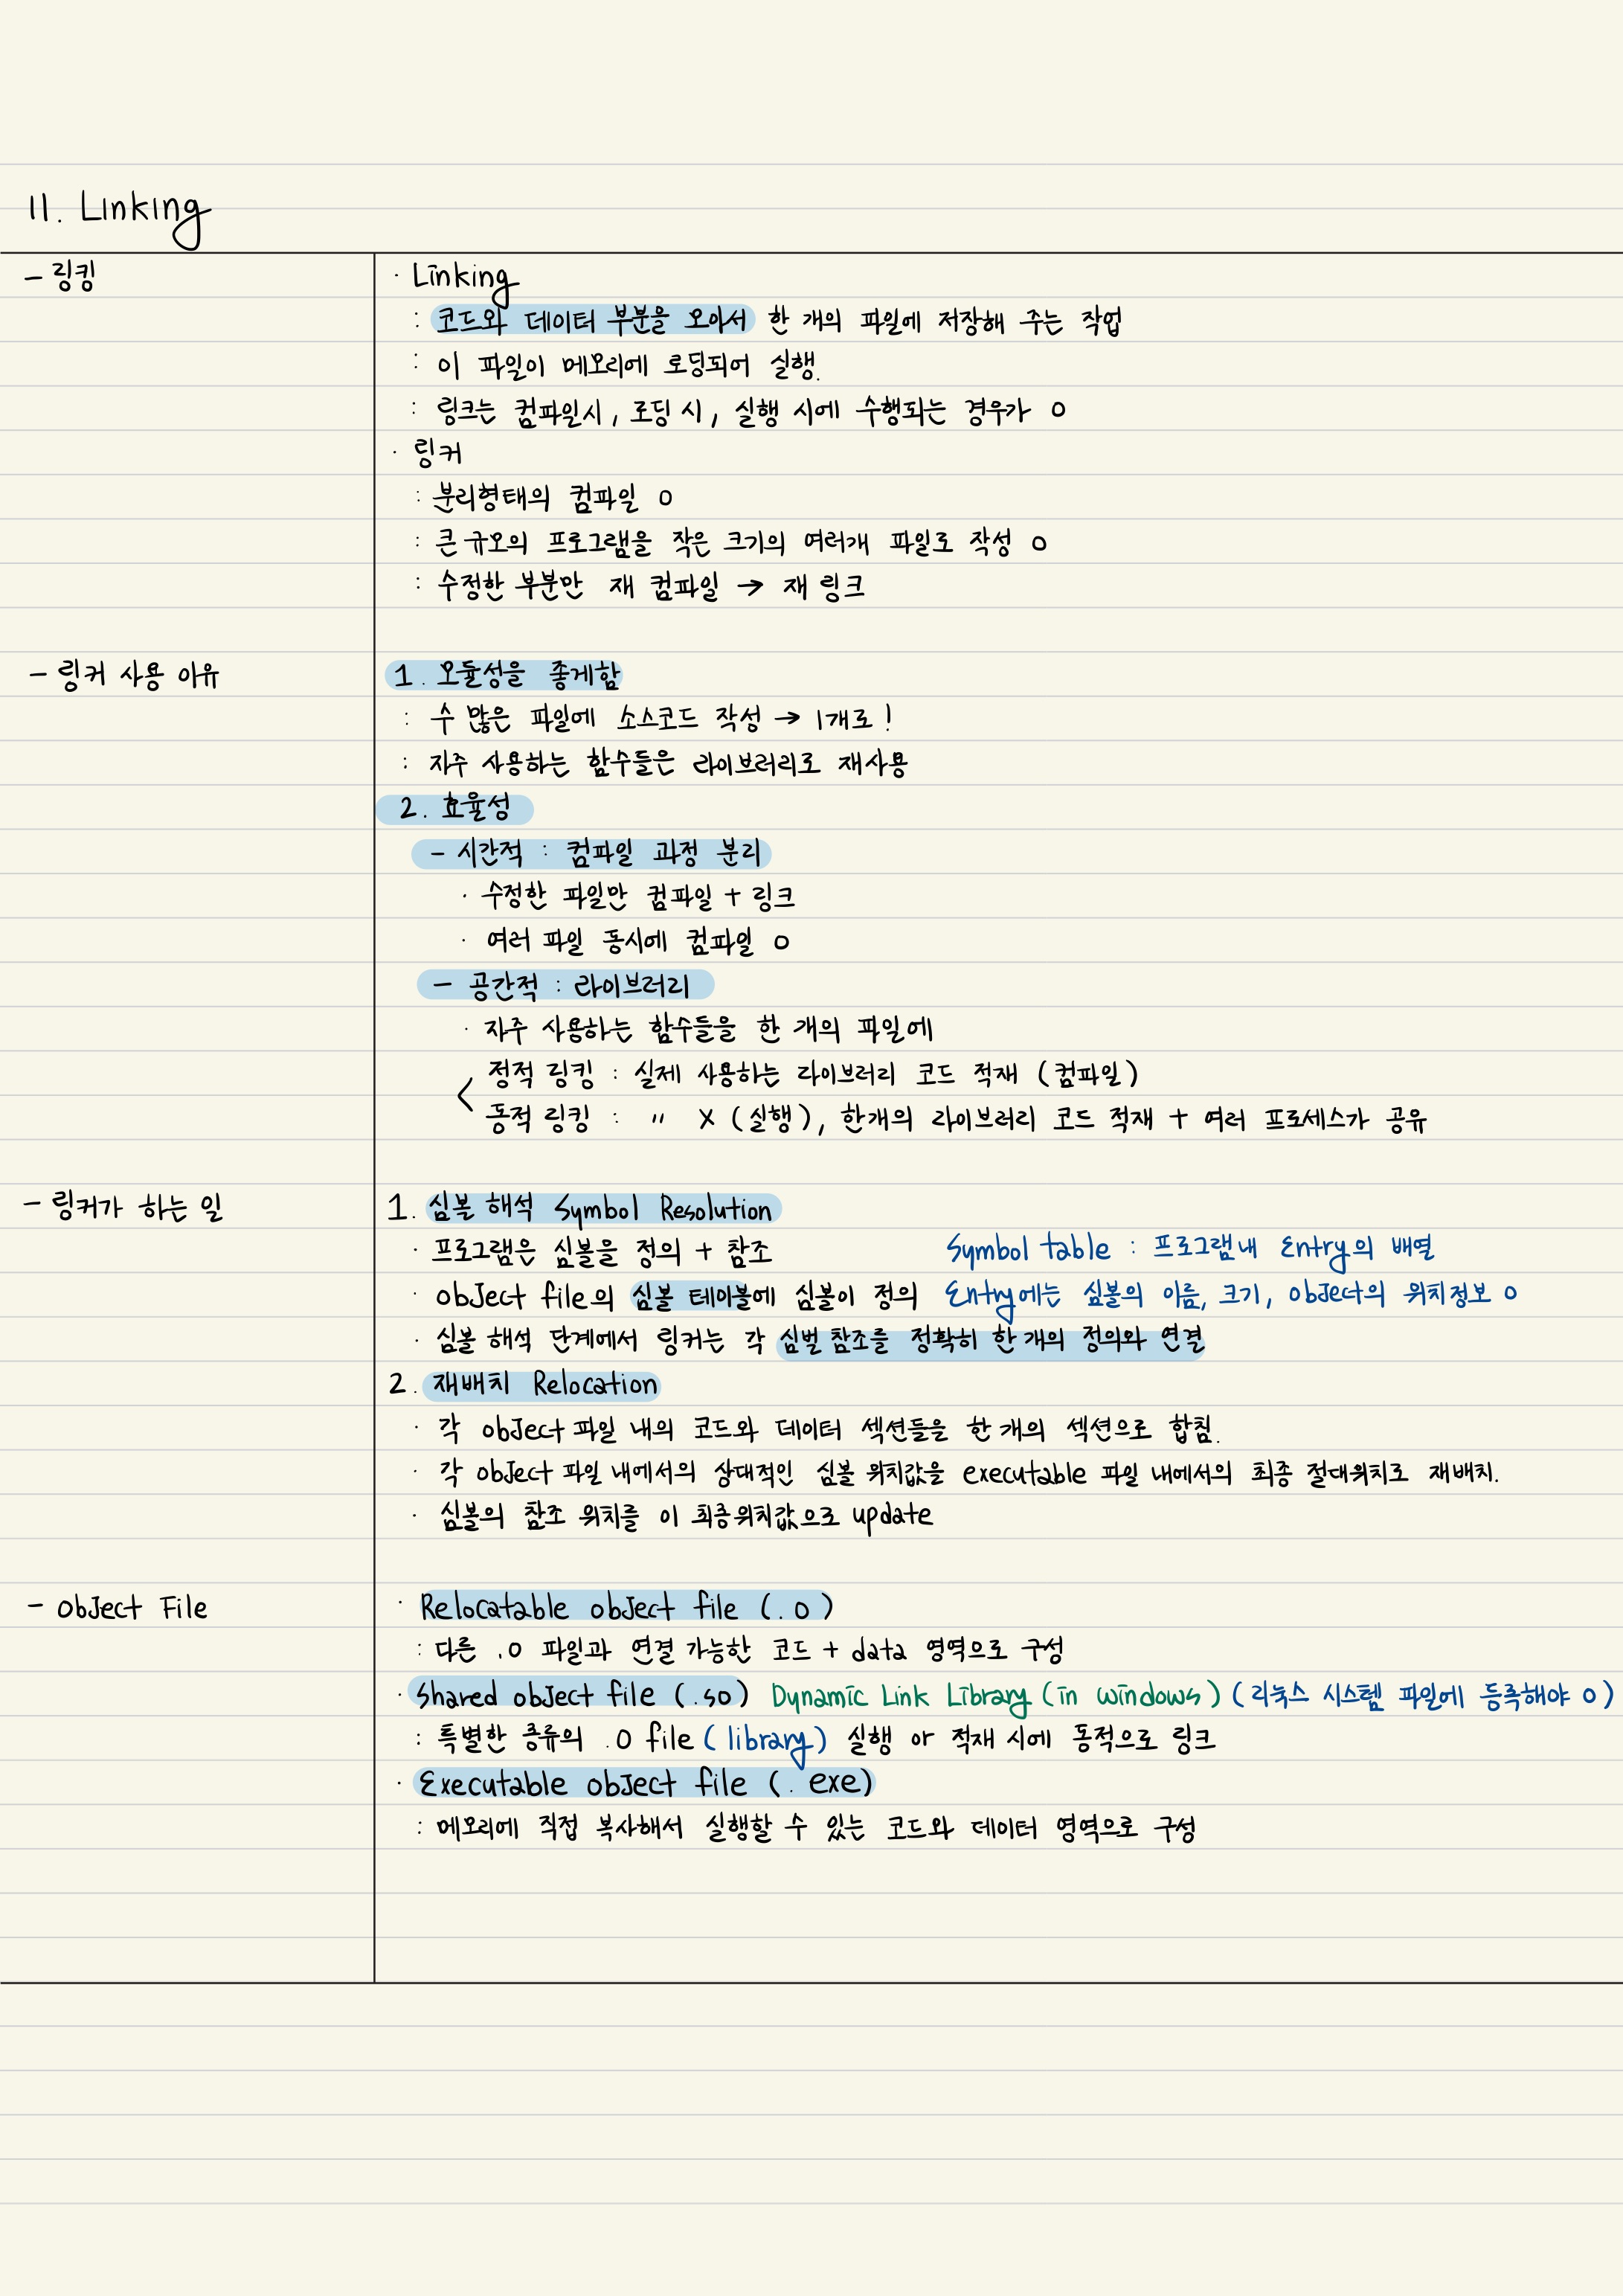 11. Linking
- 링킹
· Linking
: 코드와 데이터 부분을 모아서 한 개의 파일에 저장해 주는 작업
: 이 파일이 메모리에 로딩되어 실행.
: 링크는 컴파일시, 로딩 시, 실행 시에 수행되는 경우가 O
· 링커
: 분리형태의 컴파일 O
: 큰 규모의 프로그램을 작은 크기의 여러개 파일로 작성 O
: 수정한 부분만 재 컴파일 → 재 링크
- 링커 사용 이유
1. 모듈성을 좋게함
: 수 많은 파일에 소스코드 작성 → 1개로!
: 자주 사용하는 함수들은 라이브러리로 재사용
2. 효율성
- 시간적 : 컴파일 과정 분리
· 수정한 파일만 컴파일 + 링크
· 여러 파일 동시에 컴파일 O
- 공간적 : 라이브러리
· 자주 사용하는 함수들을 한 개의 파일에
< 정적 링킹 : 실제 사용하는 라이브러리 코드 적재 (컴파일)
동적 링킹 : " X (실행), 한개의 라이브러리 코드 적재 + 여러 프로세스가 공유
- 링커가 하는 일
1. 심볼 해석 Symbol Resolution
· 프로그램은 심볼을 정의 + 참조 Symbol table : 프로그램내 Entry의 배열
· object file의 심볼 테이블에 심볼이 정의 Entry에는 심볼의 이름, 크기, object의 위치정보 O
· 심볼 해석 단계에서 링커는 각 심벌 참조를 정확히 한 개의 정의와 연결
2. 재배치 Relocation
· 각 object 파일 내의 코드와 데이터 섹션들을 한 개의 섹션으로 합침.
· 각 object 파일 내에서의 상대적인 심볼 위치값을 executable 파일 내에서의 최종 절대위치로 재배치.
· 심볼의 참조 위치를 이 최종위치값으로 update
- Object File
· Relocatable object file (.o)
: 다른 .o 파일과 연결 가능한 코드 + data 영역으로 구성
· Shared object file (.so) Dynamic Link Library (in windows) (리눅스 시스템 파일에 등록해야 O)
: 특별한 종류의 .o file (library) 실행 or 적재 시에 동적으로 링크
· Executable object file (.exe)
: 메모리에 직접 복사해서 실행할 수 있는 코드와 데이터 영역으로 구성